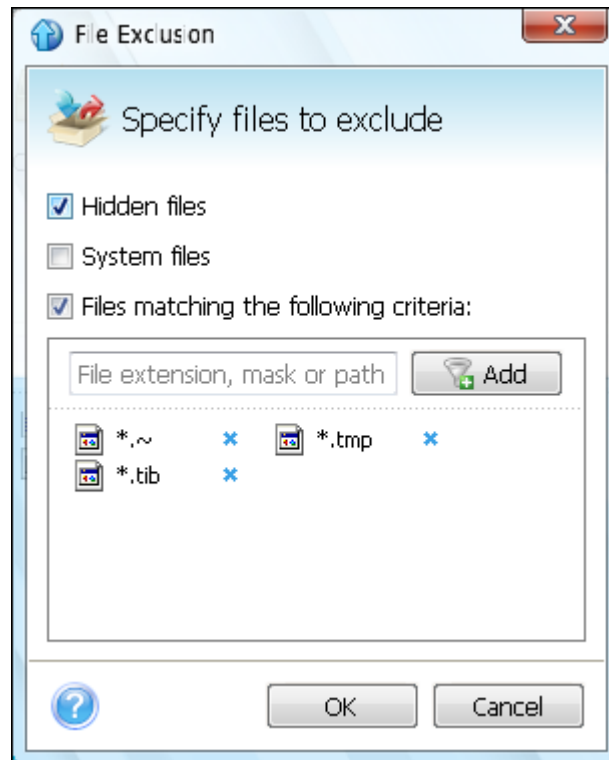 File Exclusion
Specify files to exclude
Hidden files
System files
Files matching the following criteria:
File extension, mask or path Add
*.~ *.tmp
*.tib
OK Cancel